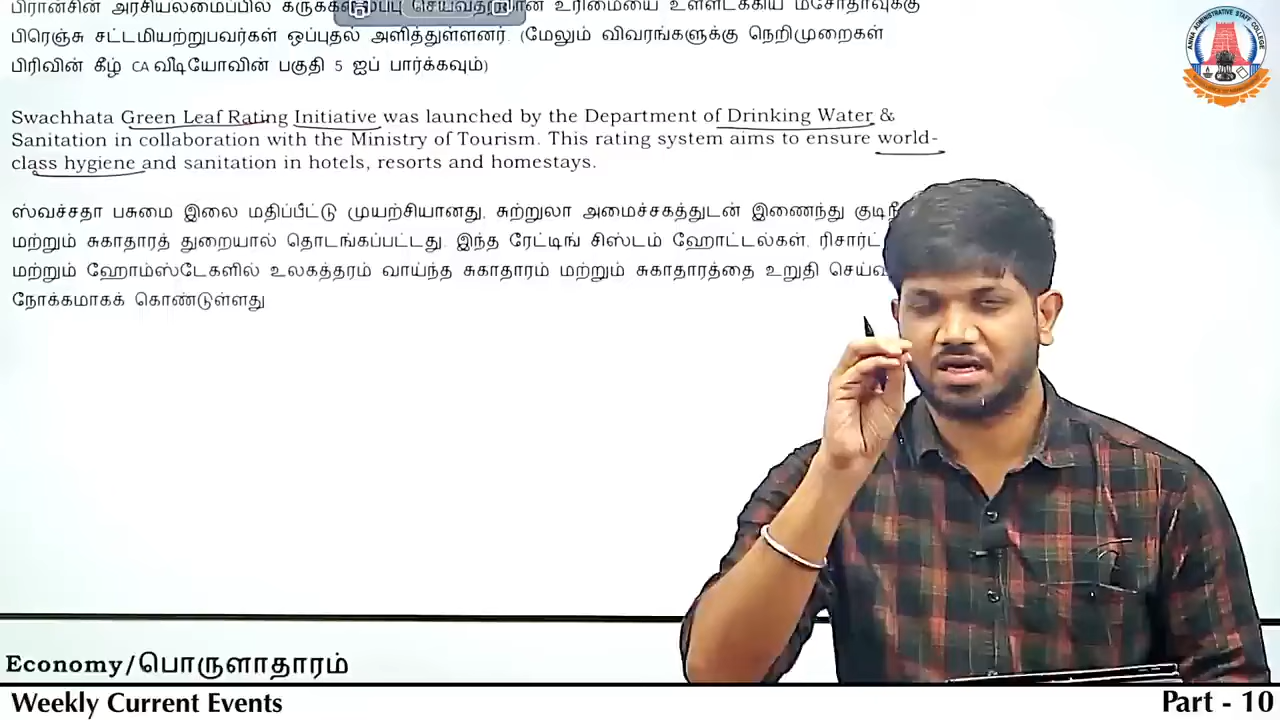 பிரான்சின் அரசியலமைப்பில் உரிமையை உள்ளடக்கிய மசோதாவுக்கு
பிரெஞ்சு சட்டமியற்றுபவர்கள் ஒப்புதல் அளித்துள்ளனர். (மேலும் விவரங்களுக்கு நெறிமுறைகள்
பிரிவின் கீழ் CA வீடியோவின் பகுதி 5 ஐப் பார்க்கவும்)
Swachhata Green Leaf Rating Initiative was launched by the Department of Drinking Water &
Sanitation in collaboration with the Ministry of Tourism. This rating system aims to ensure world-
class hygiene and sanitation in hotels, resorts and homestays.
ஸ்வச்சதா பசுமை இலை மதிப்பீட்டு முயற்சியானது, சுற்றுலா அமைச்சகத்துடன் இணைந்து
மற்றும் சுகாதாரத் துறையால் தொடங்கப்பட்டது. இந்த ரேட்டிங் சிஸ்டம் ஹோட்டல்கள்,
மற்றும் ஹோம்ஸ்டேகளில் உலகத்தரம் வாய்ந்த சுகாதாரம் மற்றும் சுகாதாரத்தை உறுதி
நோக்கமாகக் கொண்டுள்ளது
ANNA ADMINISTRATIVE STAFF COLLEGE
Economy/பொருளாதாரம்
Weekly Current Events
Part - 10